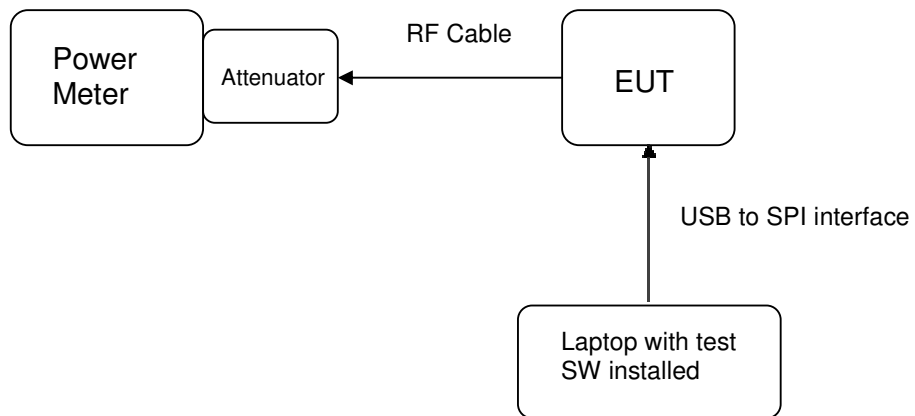 RF Cable
Power
Meter
Attenuator
EUT
USB to SPI interface
Laptop with test
SW installed